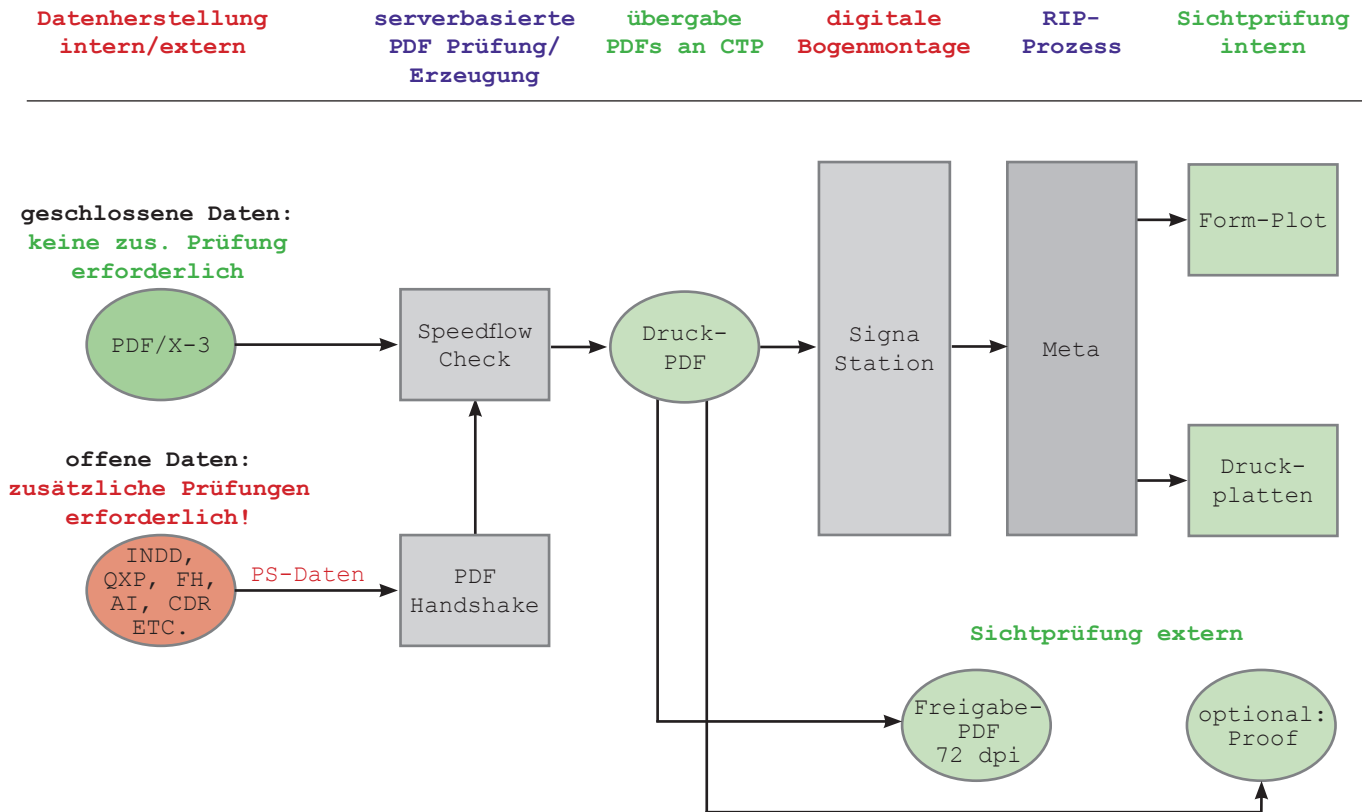 Datenherstellung
intern/extern
serverbasierte
PDF Prüfung/
Erzeugung
übergabe
PDFs an CTP
digitale
Bogenmontage
RIP-
Prozess
Sichtprüfung
intern
geschlossene Daten:
keine zus. Prüfung
erforderlich
PDF/X-3
Speedflow
Check
Druck-
PDF
Signa
Station
Meta
Form-Plot
Druck-
platten
offene Daten:
zusätzliche Prüfungen
erforderlich!
INDD,
QXP, FH,
AI, CDR
ETC.
PS-Daten
PDF
Handshake
Sichtprüfung extern
Freigabe-
PDF
72 dpi
optional:
Proof